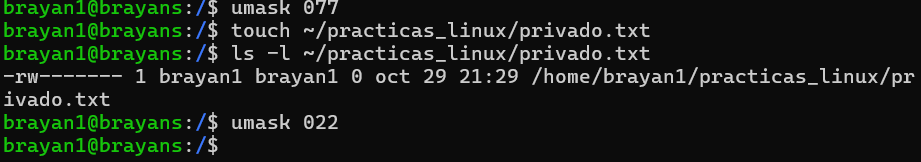 brayan1@brayans:/$ umask 077
brayan1@brayans:/$ touch ~/practicas_linux/privado.txt
brayan1@brayans:/$ ls -l ~/practicas_linux/privado.txt
-rw------- 1 brayan1 brayan1 0 oct 29 21:29 /home/brayan1/practicas_linux/pr
ivado.txt
brayan1@brayans:/$ umask 022
brayan1@brayans:/$